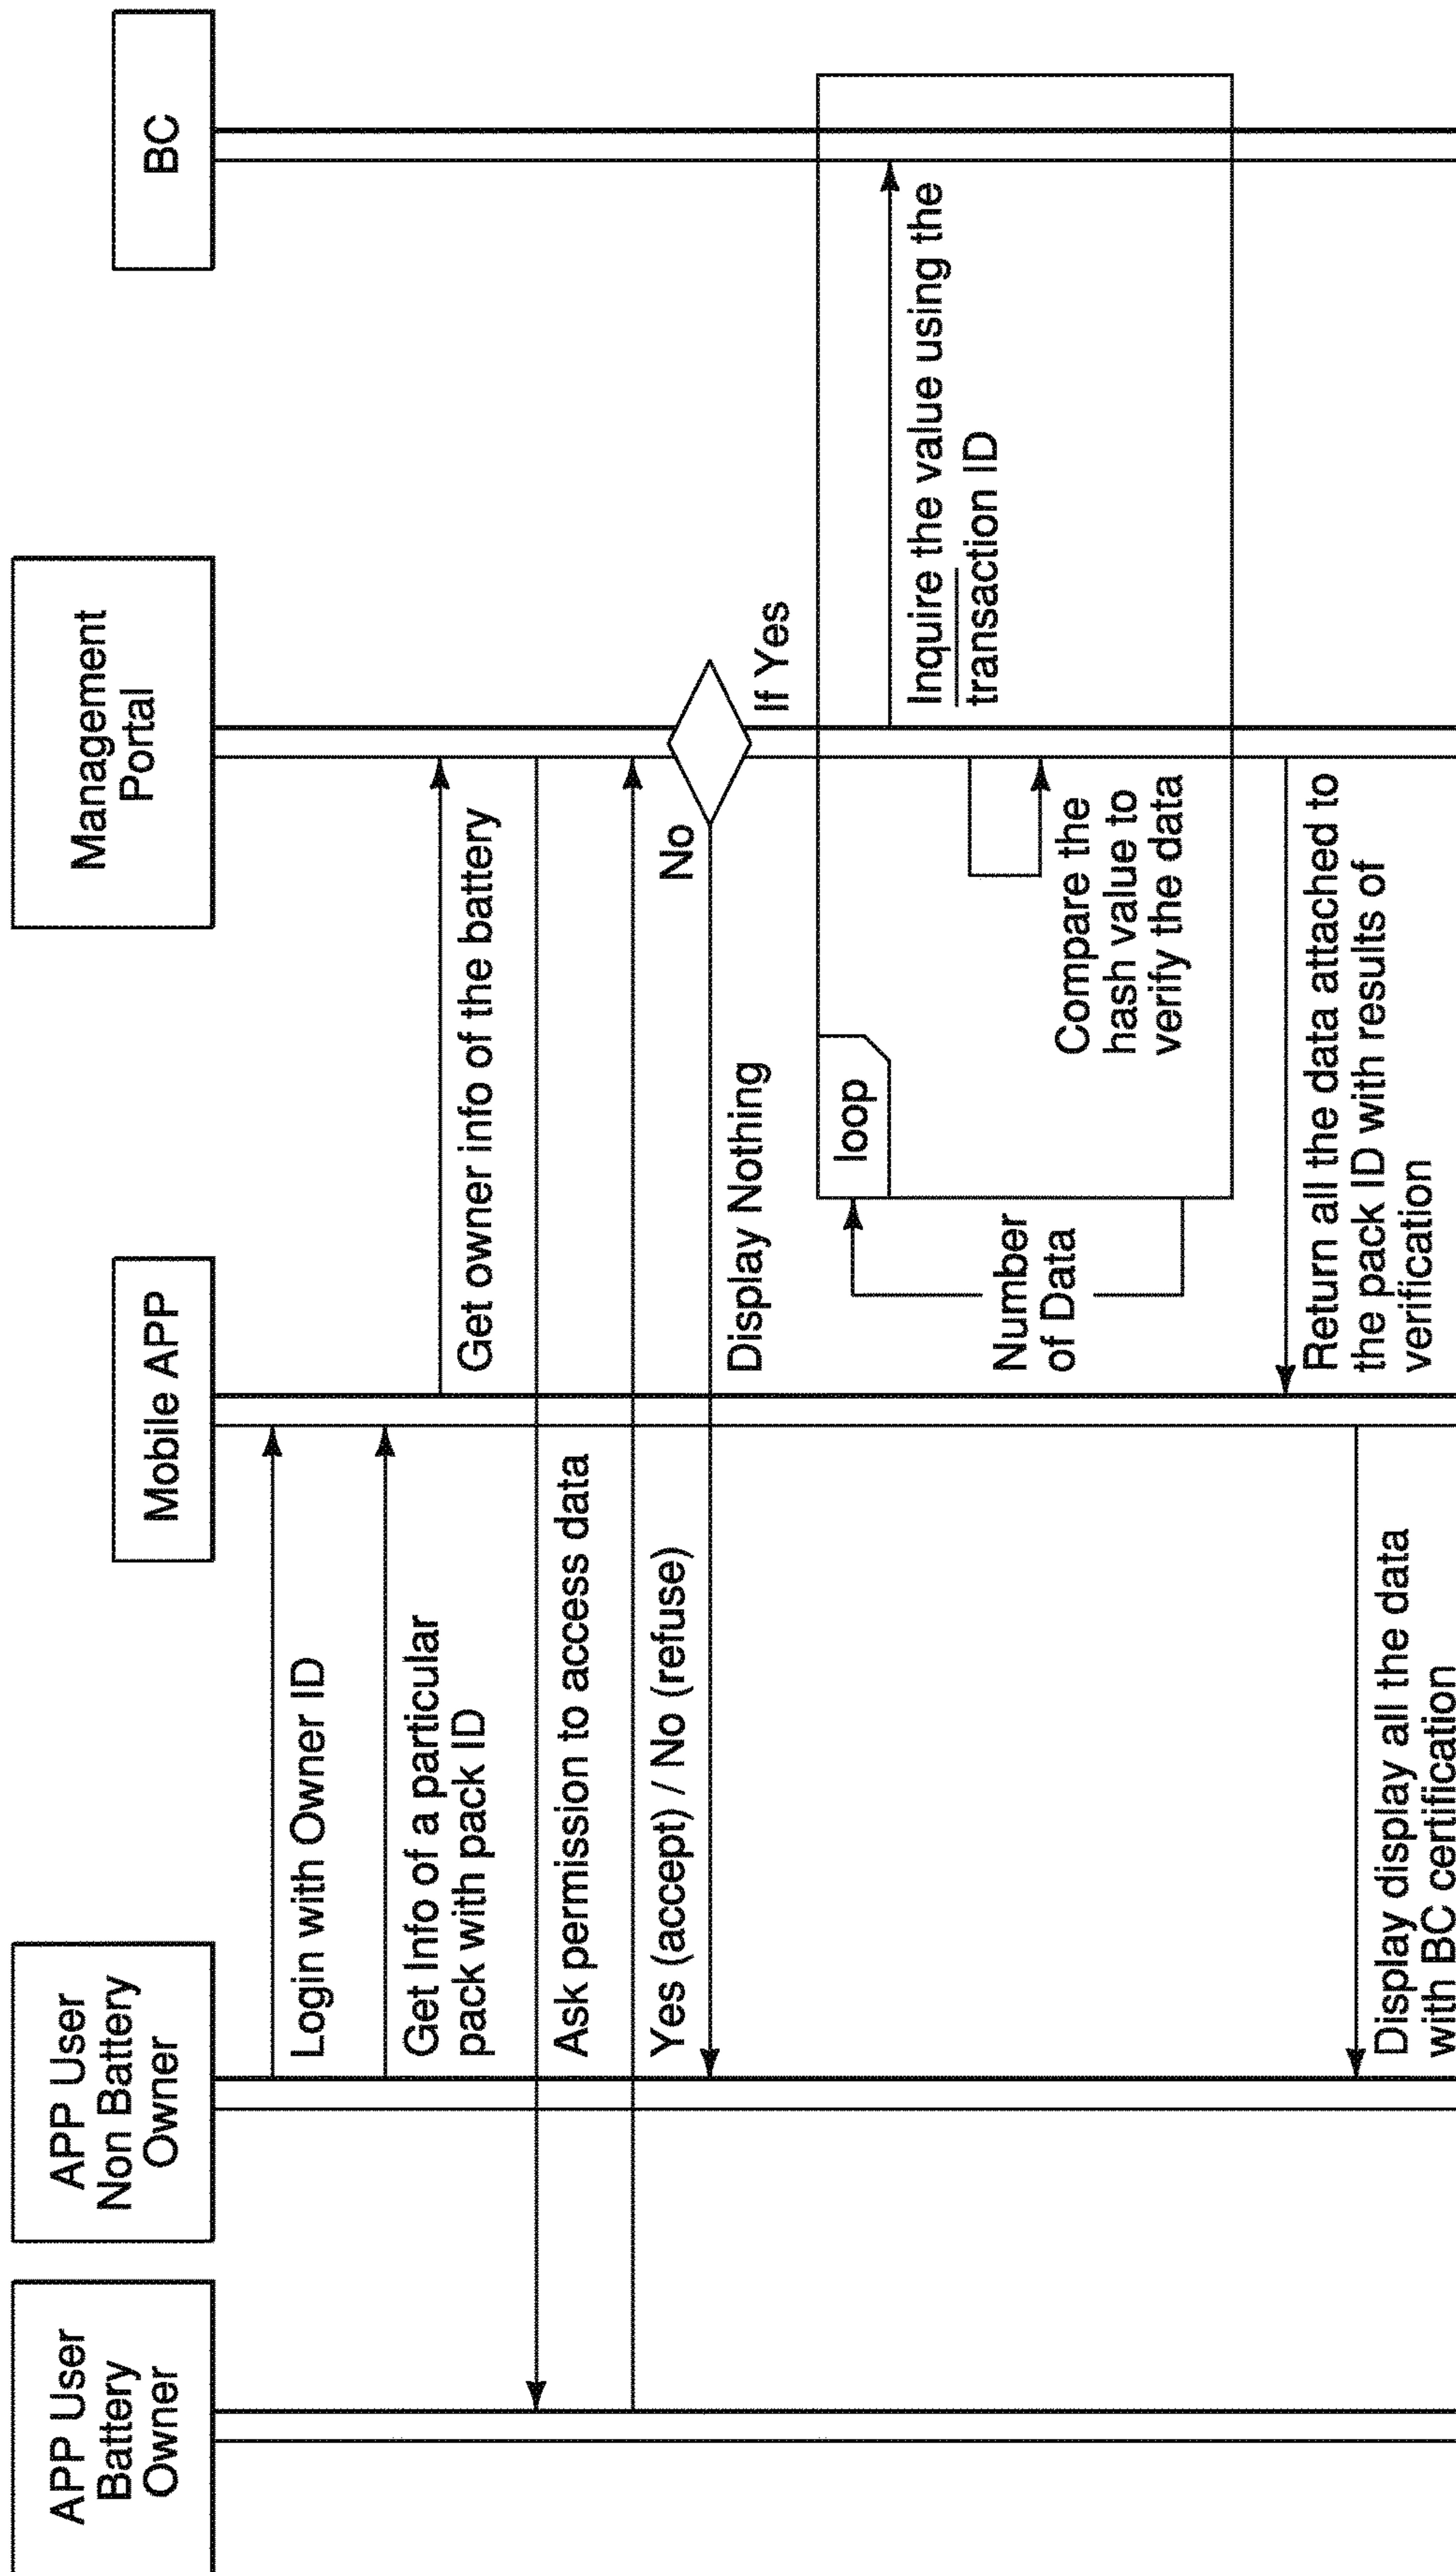 APP User
Battery
Owner
APP User
Non Battery
Owner
Mobile APP
Management
Portal
BC
Login with Owner ID
Get Info of a particular
pack with pack ID
Get owner info of the battery
Ask permission to access data
Yes (accept) / No (refuse)
No
If Yes
Display Nothing
loop
Inquire the value using the
transaction ID
Compare the
hash value to
verify the data
Number
of Data
Return all the data attached to
the pack ID with results of
verification
Display display all the data
with BC certification